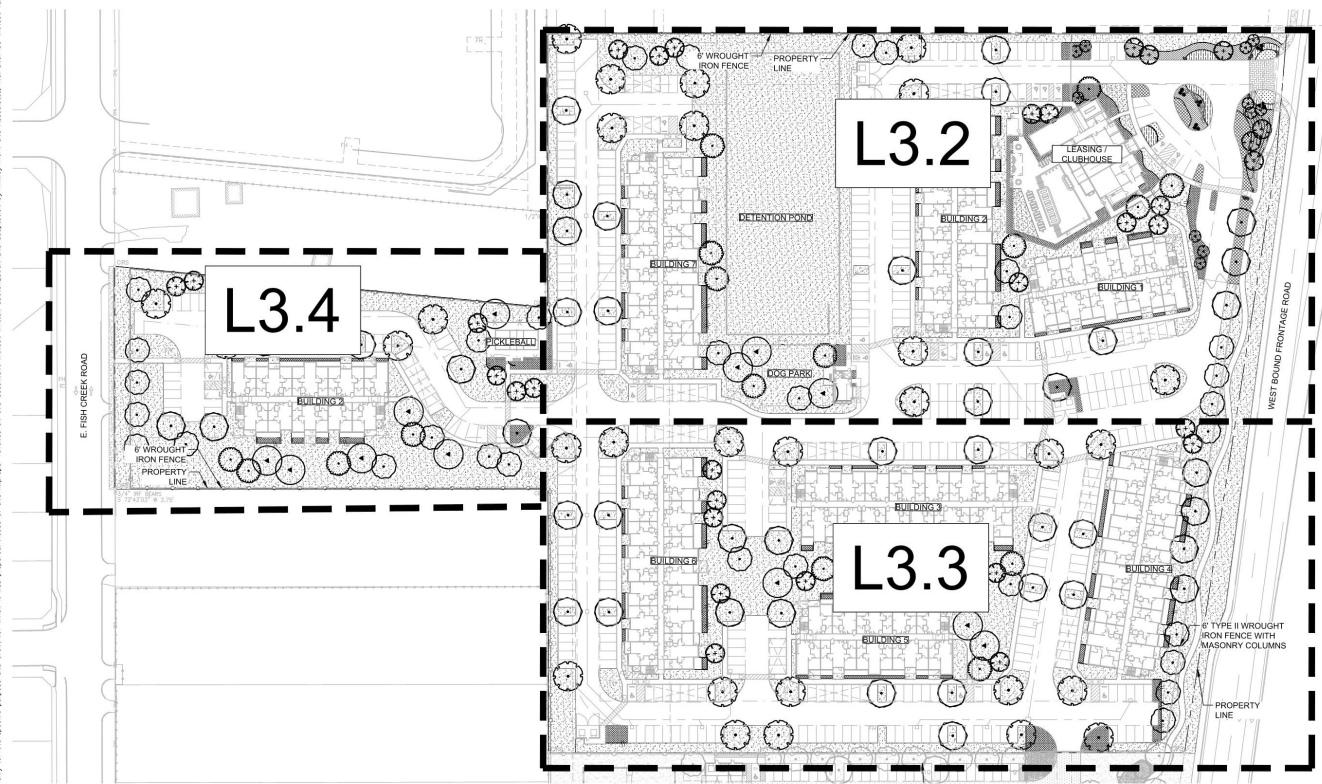 FR
6' WROUGHT
IRON FENCE
PROPERTY
LINE
L3.2
LEASING /
CLUBHOUSE
DETENTION POND
BUILDING 2
BUILDING 7
BUILDING 1
L3.4
PICKLEBALL
DOG PARK
BUILDING 2
E. FISH CREEK ROAD
WEST BOUND FRONTAGE ROAD
6' WROUGHT
IRON FENCE
PROPERTY
LINE
CIRS
BUILDING 3
L3.3
BUILDING 6
BUILDING 4
BUILDING 5
6' TYPE II WROUGHT
IRON FENCE WITH
MASONRY COLUMNS
PROPERTY
LINE